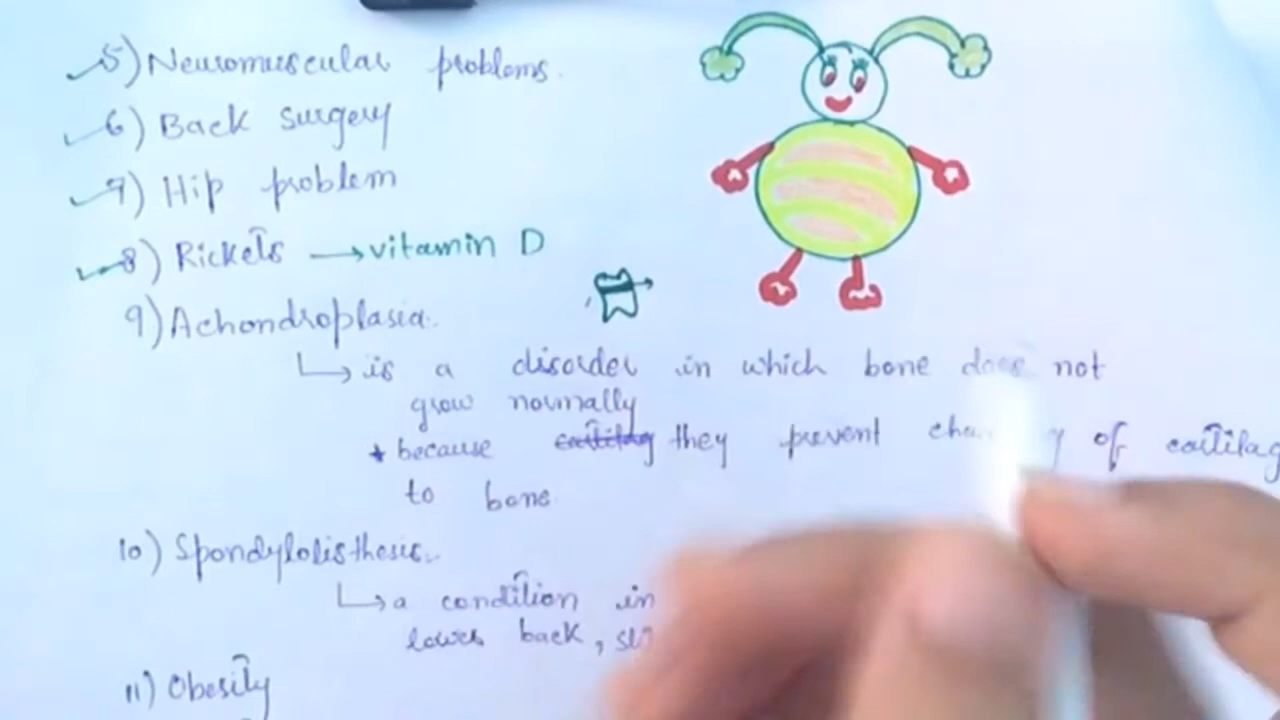 5) Neuromuscular problems.
6) Back surgery
7) Hip problem
8) Rickets → vitamin D
9) Achondroplasia.
is a disorder in which bone does not
grow normally
* because they prevent of
to bone
10) Spondylolisthesis.
a condition in
lower back,
11) Obesity